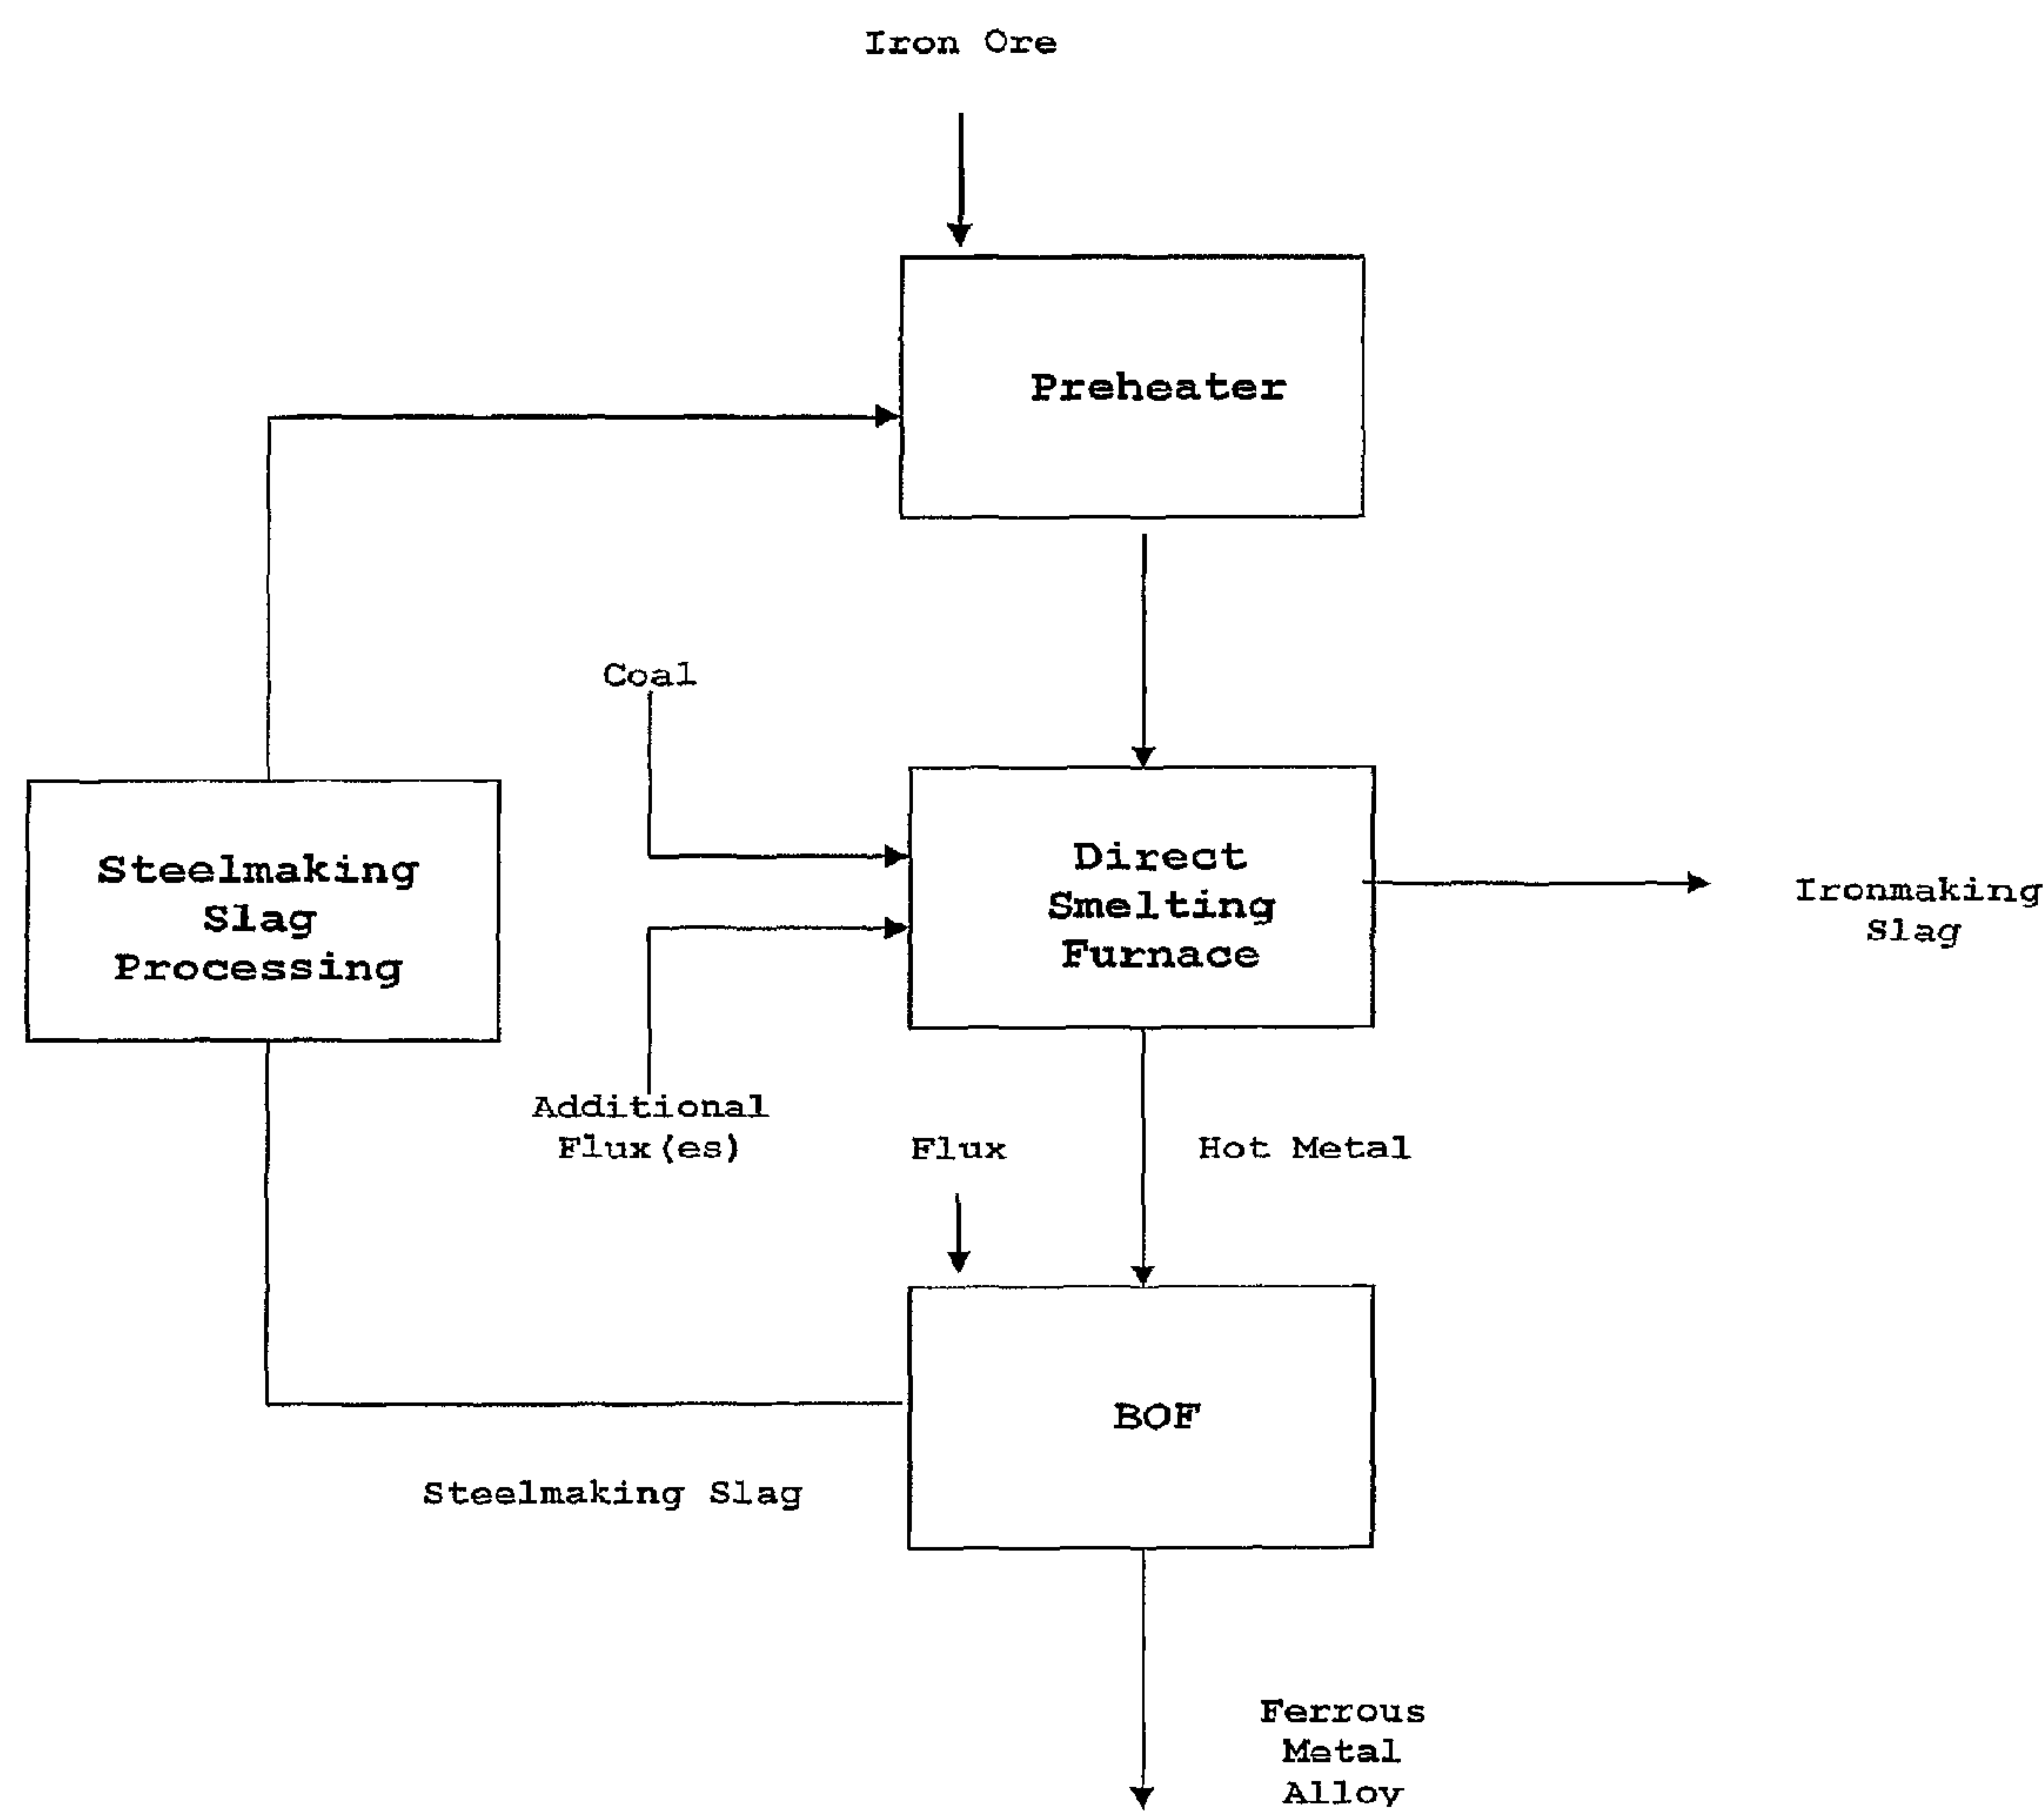 Iron Ore
Preheater
Coal
Steelmaking
Slag
Processing
Direct
Smelting
Furnace
Ironmaking
Slag
Additional
Flux(es)
Flux
Hot Metal
BOF
Steelmaking Slag
Ferrous
Metal
Alloy